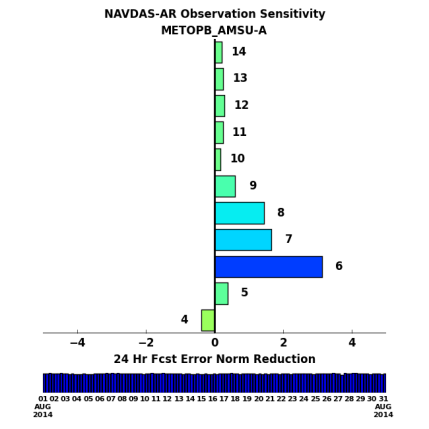 NAVDAS-AR Observation Sensitivity
METOPB_AMSU-A
14
13
12
11
10
9
8
7
6
5
4
−4 −2 0 2 4
24 Hr Fcst Error Norm Reduction
01 02 03 04 05 06 07 08 09 10 11 12 13 14 15 16 17 18 19 20 21 22 23 24 25 26 27 28 29 30 31
AUG AUG
2014 2014